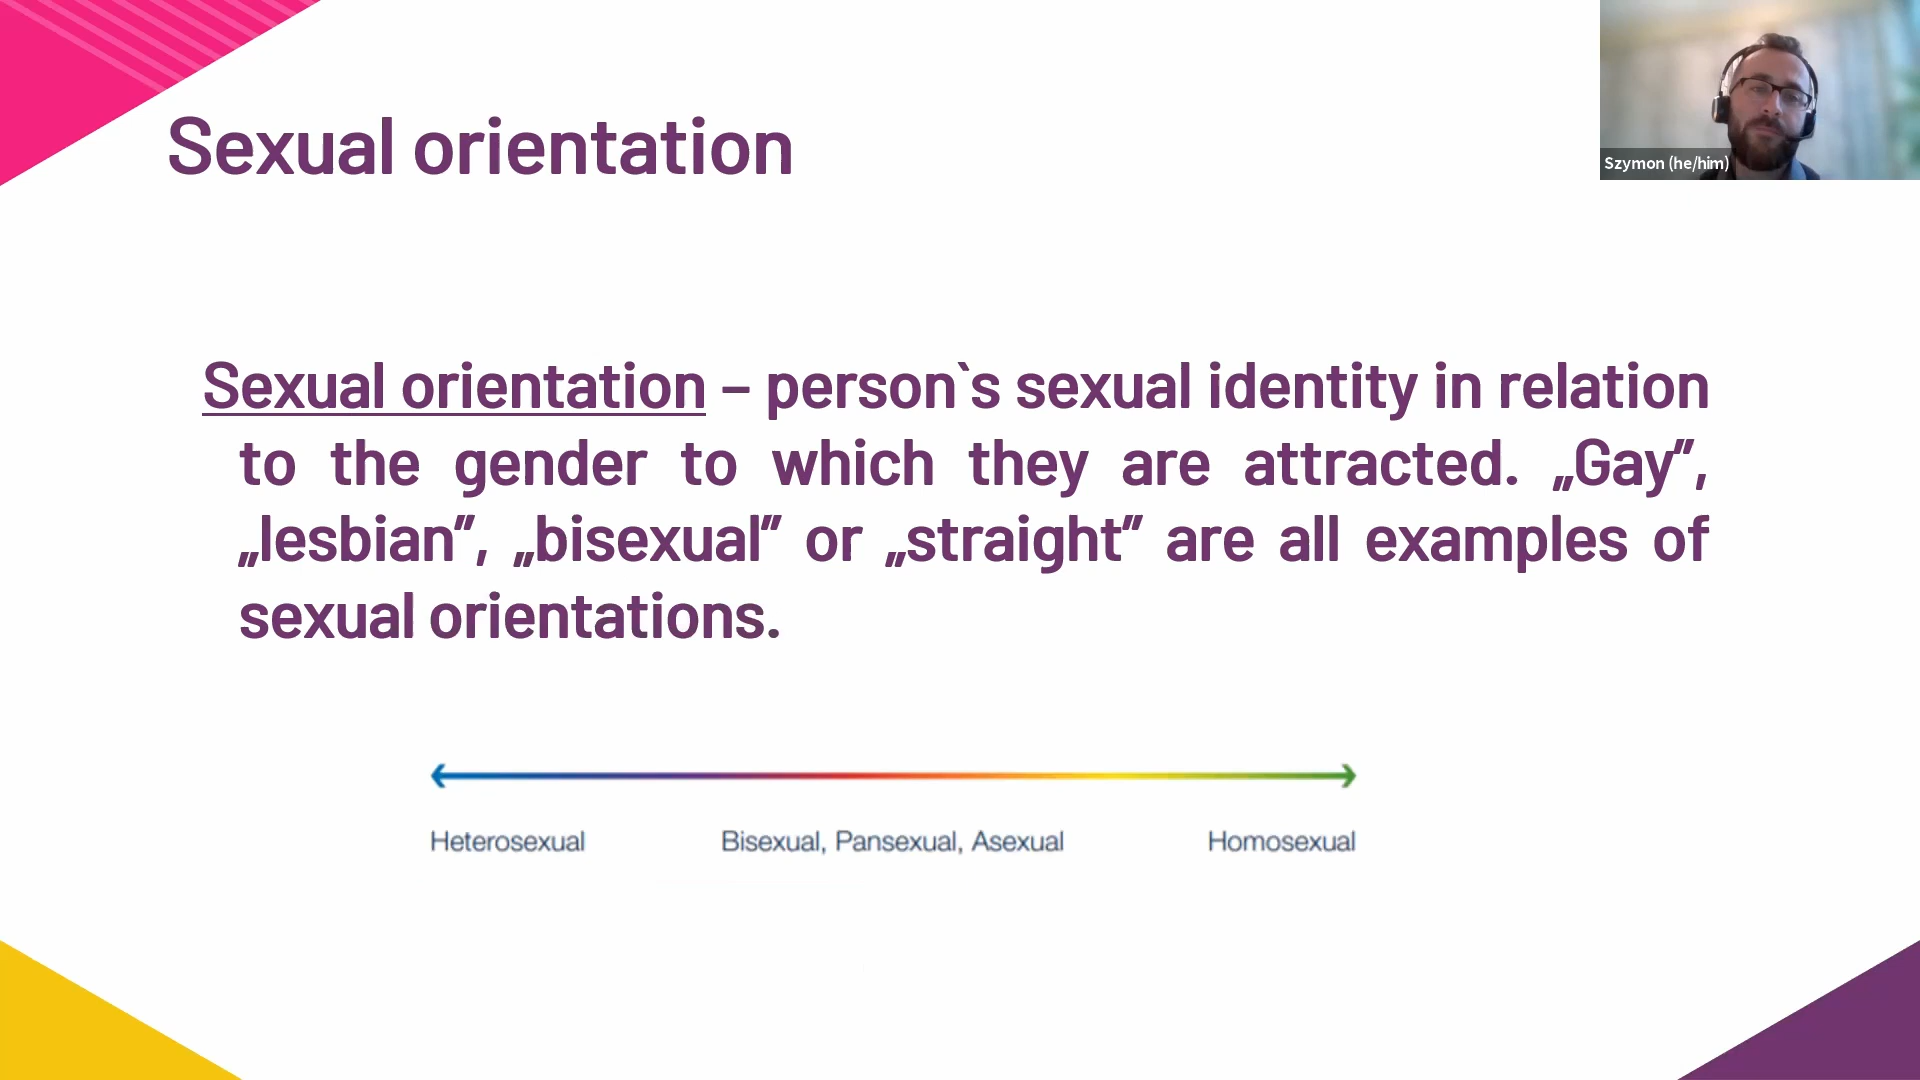 Sexual orientation
Szymon (he/him)
Sexual orientation – person`s sexual identity in relation
to the gender to which they are attracted. „Gay”,
„lesbian”, „bisexual” or „straight” are all examples of
sexual orientations.
Heterosexual Bisexual, Pansexual, Asexual Homosexual